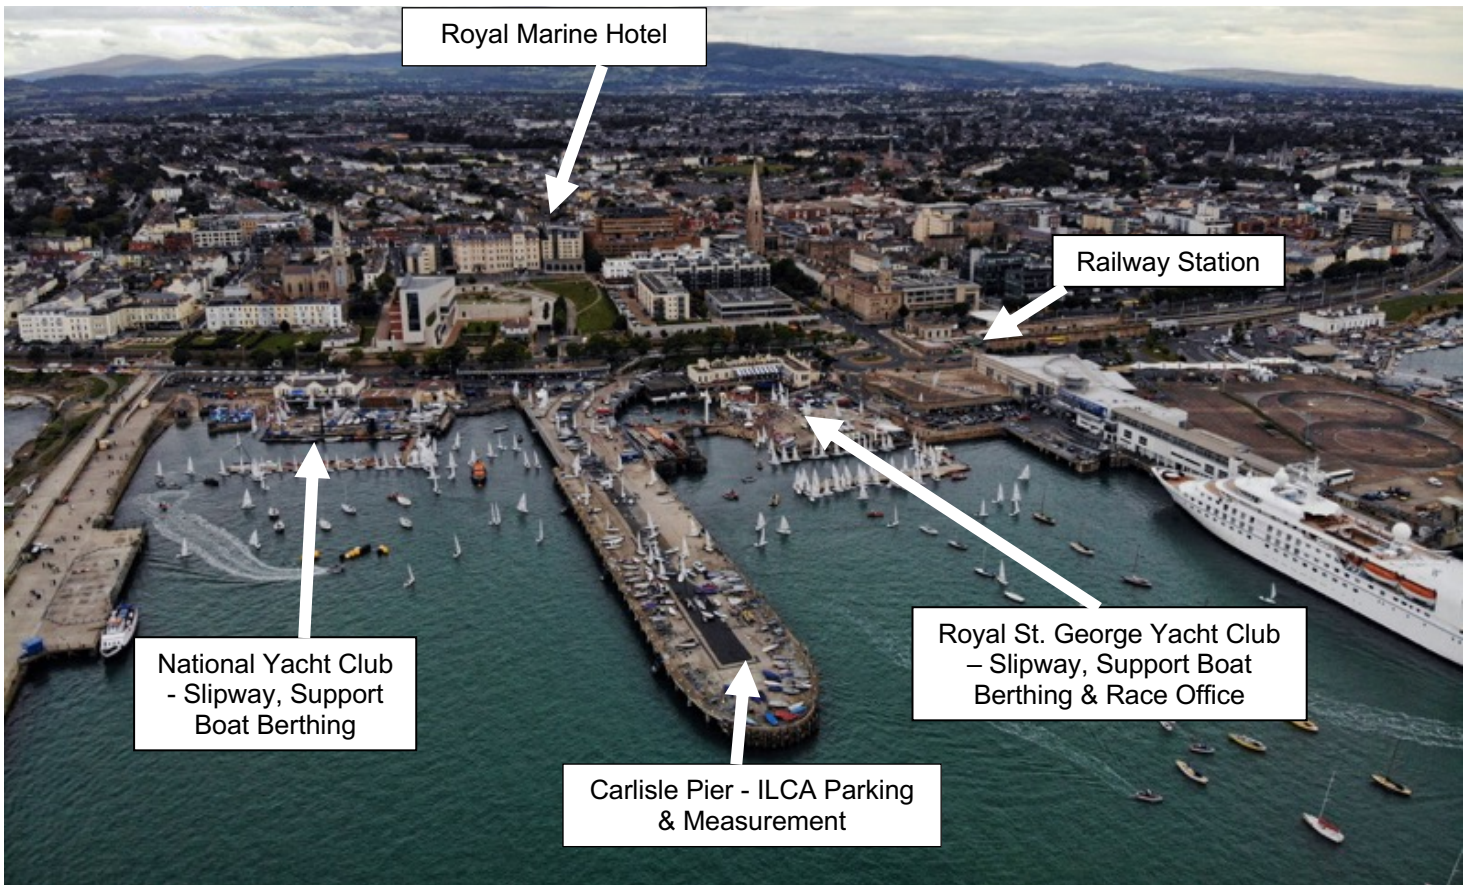 Royal Marine Hotel
Railway Station
National Yacht Club
- Slipway, Support
Boat Berthing
Royal St. George Yacht Club
– Slipway, Support Boat
Berthing & Race Office
Carlisle Pier - ILCA Parking
& Measurement